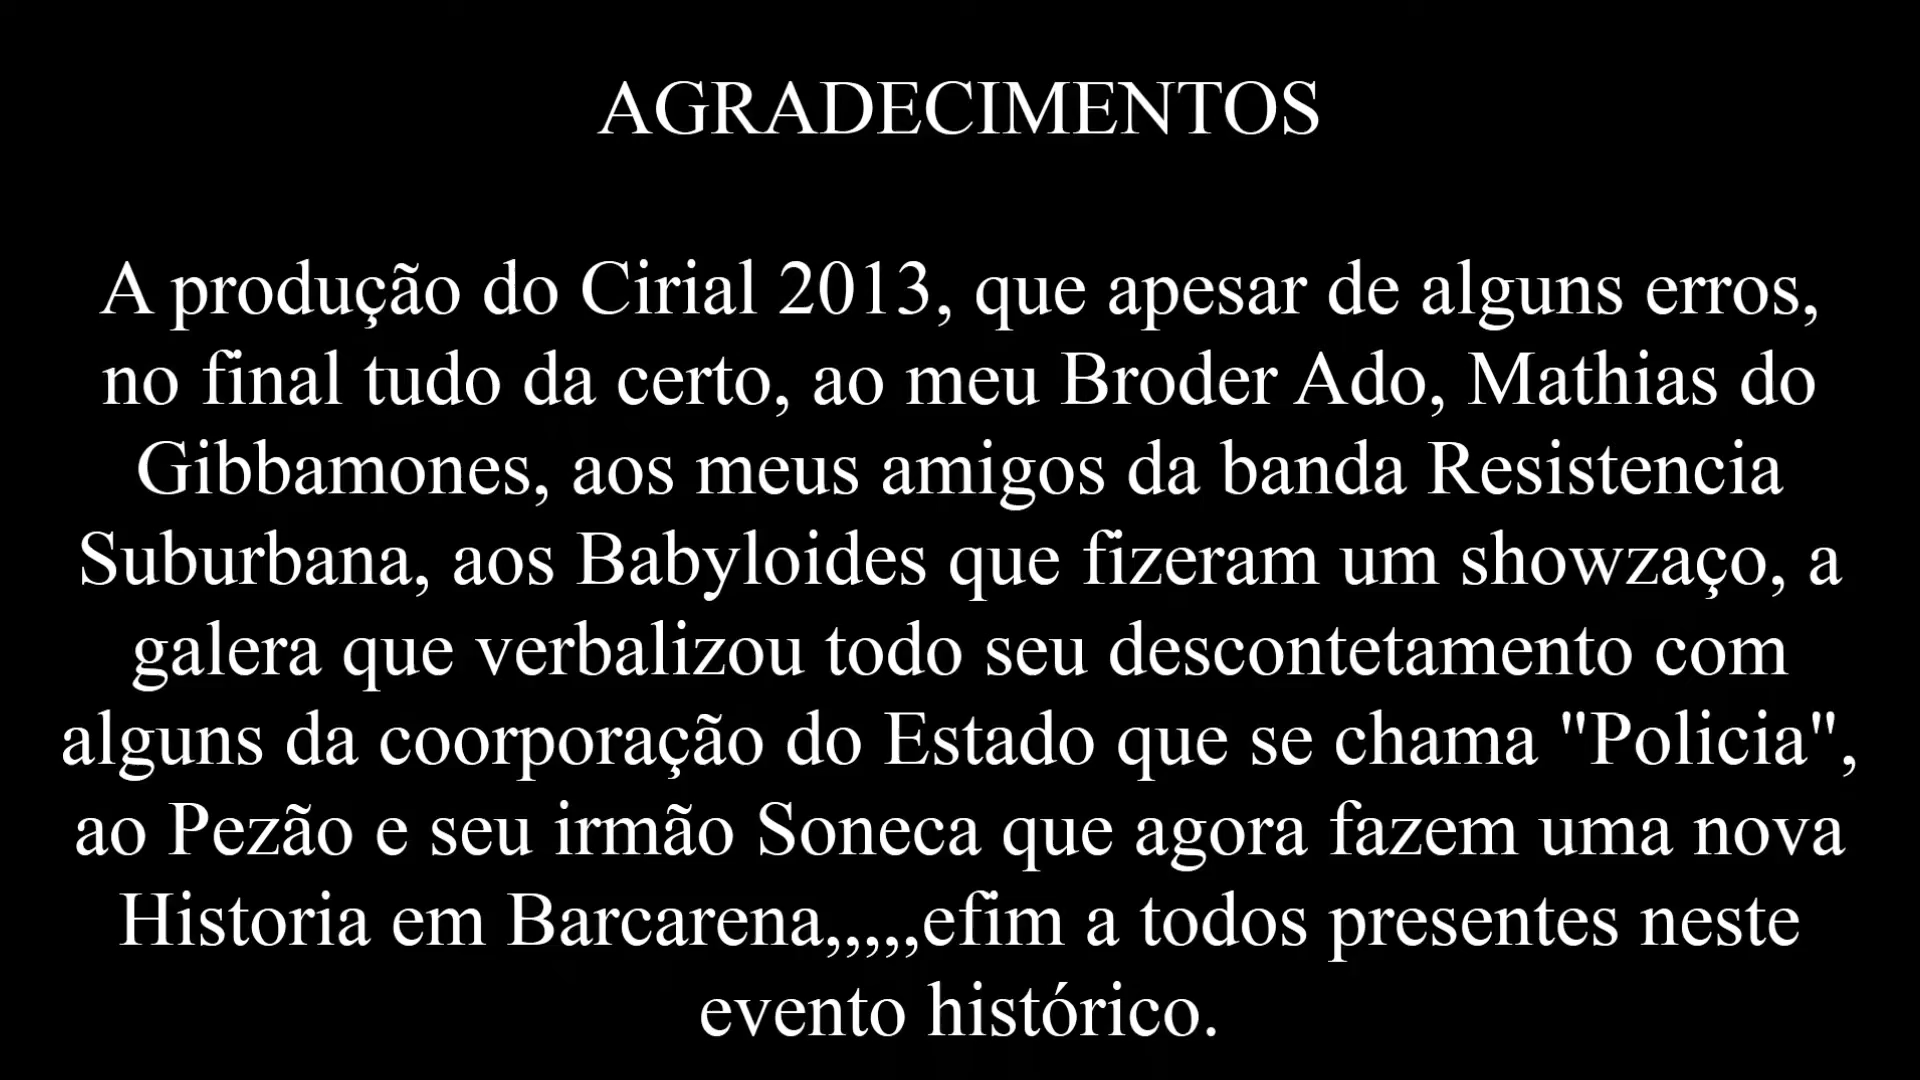 AGRADECIMENTOS
A produção do Cirial 2013, que apesar de alguns erros,
no final tudo da certo, ao meu Broder Ado, Mathias do
Gibbamones, aos meus amigos da banda Resistencia
Suburbana, aos Babyloides que fizeram um showzaço, a
galera que verbalizou todo seu descontetamento com
alguns da coorporação do Estado que se chama "Policia",
ao Pezão e seu irmão Soneca que agora fazem uma nova
Historia em Barcarena,,,,,efim a todos presentes neste
evento histórico.